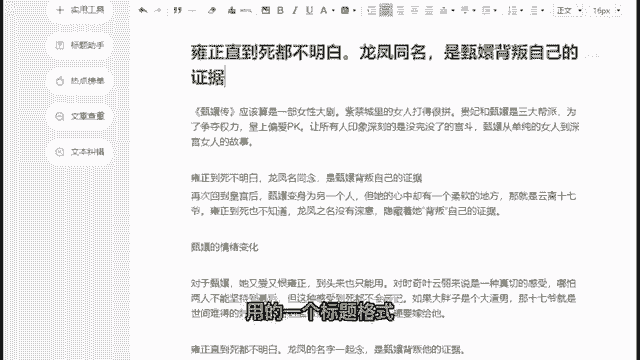 实用工具
标题助手
热点榜单
文章查重
文本纠错
正文
16px
雍正直到死都不明白。龙凤同名，是甄嬛背叛自己的
证据
《甄嬛传》应该算是一部女性大剧。紫禁城里的女人打得很拼。贵妃和甄嬛是三大帮派，为
了争夺权力，皇上偏爱PK。让所有人印象深刻的是没完没了的宫斗，甄嬛从单纯的女人到深
宫女人的故事。
雍正到死不明白，龙凤名同念，是甄嬛背叛自己的证据
再次回到皇宫后，甄嬛变身为另一个人，但她的心中却有一个柔软的地方，那就是云斋十七
爷。雍正到死也不知道，龙凤之名没有深意，隐藏着她"背叛"自己的证据。
甄嬛的情绪变化
对于甄嬛，她又爱又恨雍正，到头来也只能用。对时奇叶云丽来说是一种真切的感受，哪怕
两人不能坚持到最后，但这种感受到死都不会忘记。如果大胖子是个大渣男，那十七爷就是
世间难得的
要嫁给他。
用的一个标题格式
雍正直到死都不明白。龙凤的名字一起念，是甄嬛背叛他的证据。